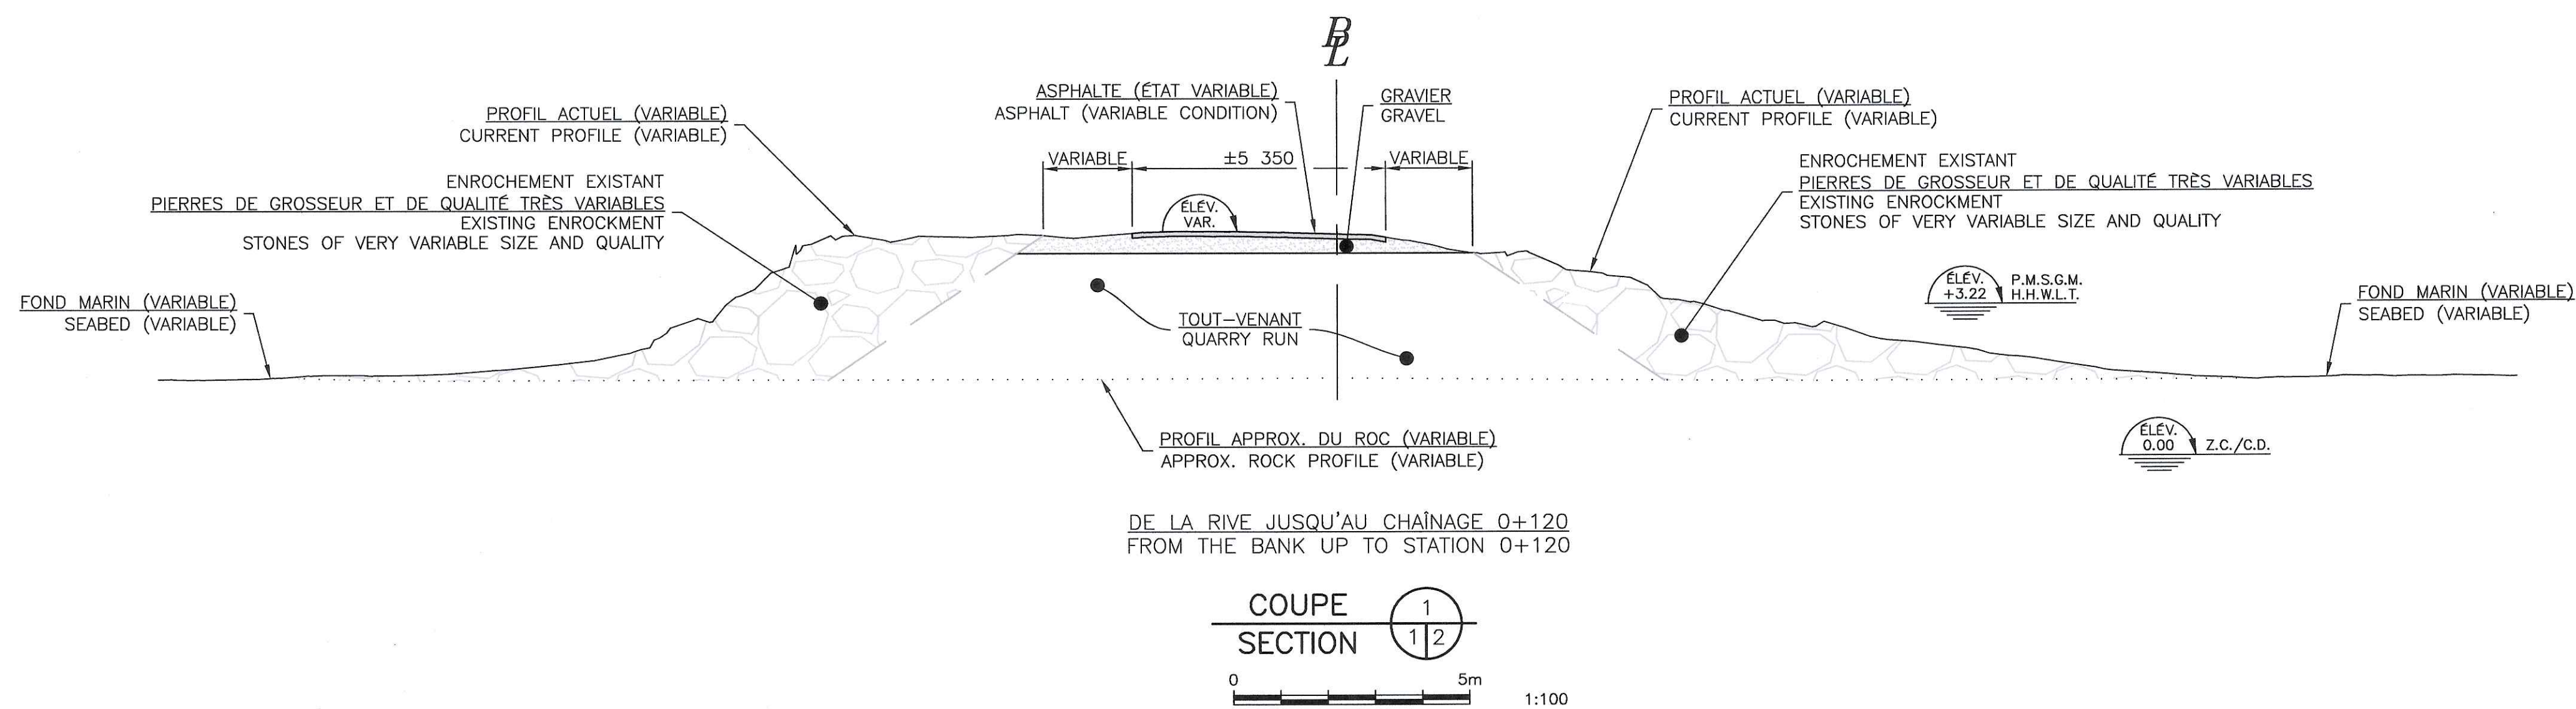 BL
PROFIL ACTUEL (VARIABLE)
CURRENT PROFILE (VARIABLE)
ASPHALTE (ÉTAT VARIABLE)
ASPHALT (VARIABLE CONDITION)
GRAVIER
GRAVEL
PROFIL ACTUEL (VARIABLE)
CURRENT PROFILE (VARIABLE)
VARIABLE
±5 350
VARIABLE
ENROCHEMENT EXISTANT
PIERRES DE GROSSEUR ET DE QUALITÉ TRÈS VARIABLES
EXISTING ENROCKMENT
STONES OF VERY VARIABLE SIZE AND QUALITY
ÉLÉV.
VAR.
ENROCHEMENT EXISTANT
PIERRES DE GROSSEUR ET DE QUALITÉ TRÈS VARIABLES
EXISTING ENROCKMENT
STONES OF VERY VARIABLE SIZE AND QUALITY
FOND MARIN (VARIABLE)
SEABED (VARIABLE)
TOUT-VENANT
QUARRY RUN
ÉLÉV.
+3.22
P.M.S.G.M.
H.H.W.L.T.
FOND MARIN (VARIABLE)
SEABED (VARIABLE)
PROFIL APPROX. DU ROC (VARIABLE)
APPROX. ROCK PROFILE (VARIABLE)
ÉLÉV.
0.00
Z.C./C.D.
DE LA RIVE JUSQU'AU CHAÎNAGE 0+120
FROM THE BANK UP TO STATION 0+120
COUPE
SECTION
1
1 2
0 5m
1:100